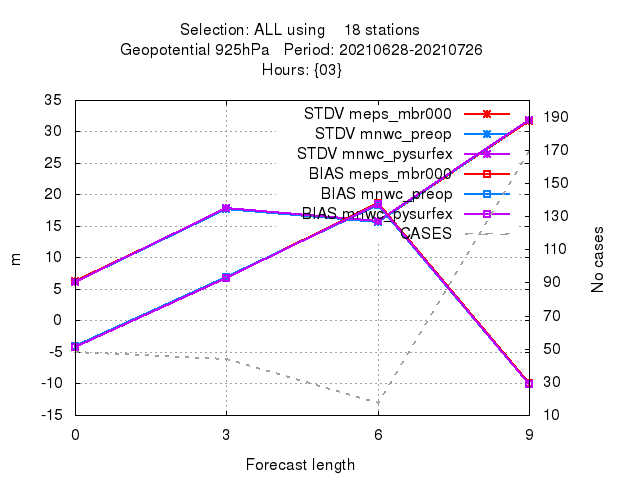 Selection: ALL using    18 stations
Geopotential 925hPa   Period: 20210628-20210726
Hours: {03}
35
30
25
20
15
10
5
0
-5
-10
-15
m
STDV meps_mbr000
STDV mnwc_preop
STDV mnwc_pysurfex
BIAS meps_mbr000
BIAS mnwc_preop
BIAS mnwc_pysurfex
CASES
190
170
150
130
110
90
70
50
30
10
No cases
0 3 6 9
Forecast length